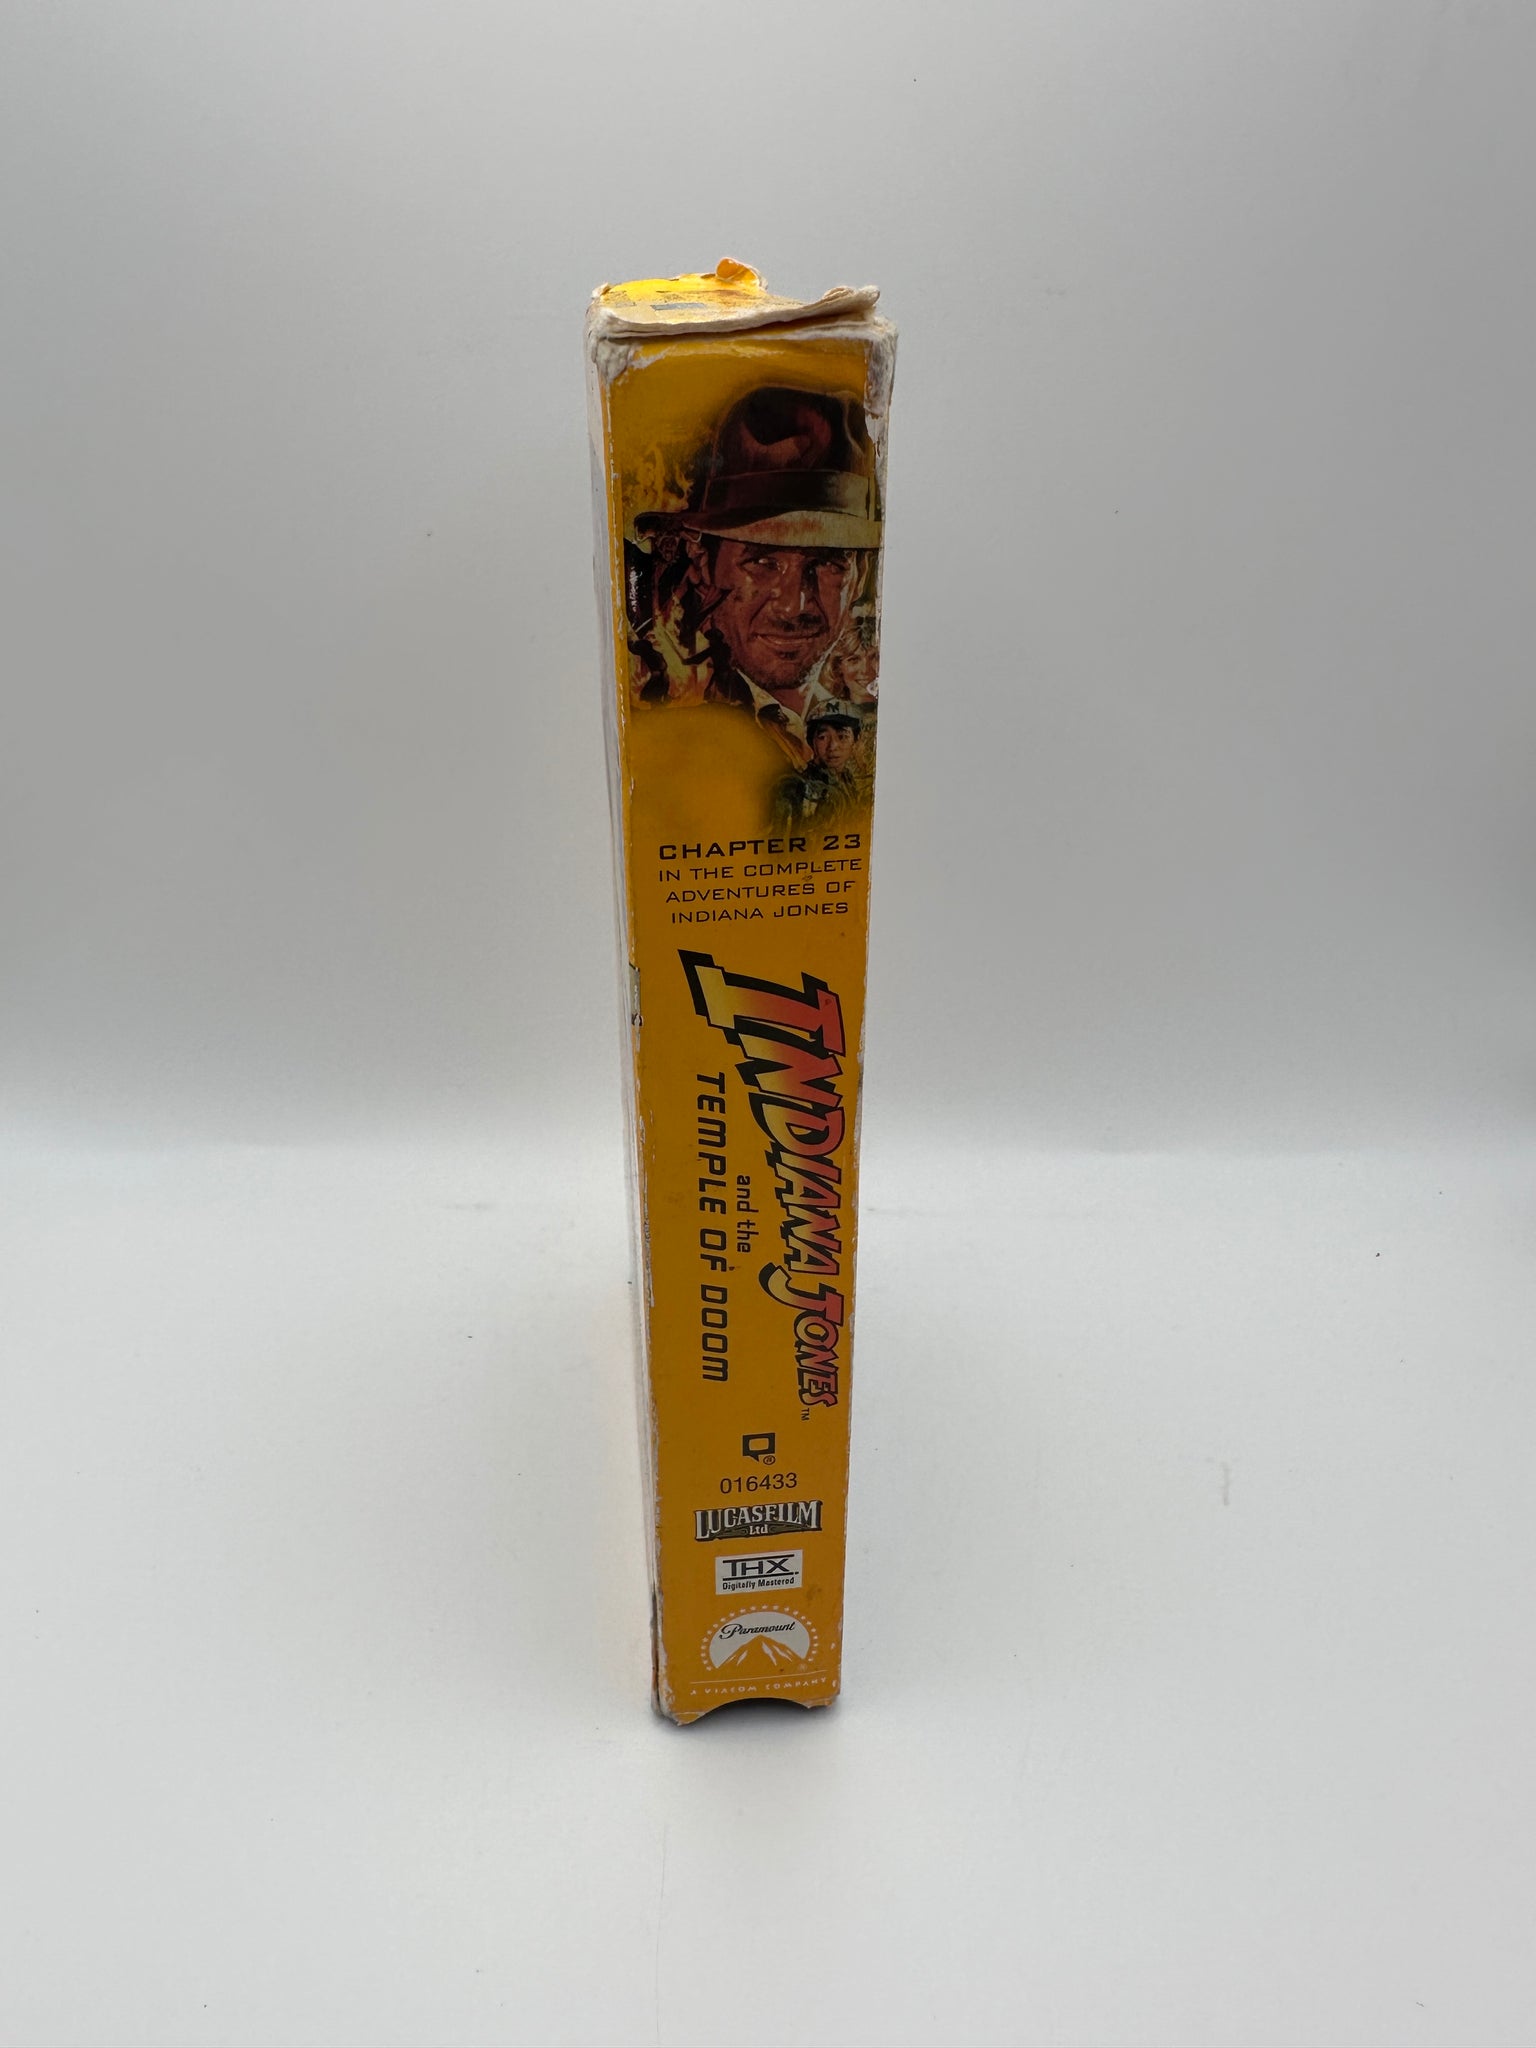 N
CHAPTER 23
IN THE COMPLETE
ADVENTURES OF
INDIANA JONES
INDIANA JONES™
and the
TEMPLE OF DOOM
®
016433
LUCASFILM
Ltd
THX
Digitally Mastered
Paramount
®
A VIACOM COMPANY